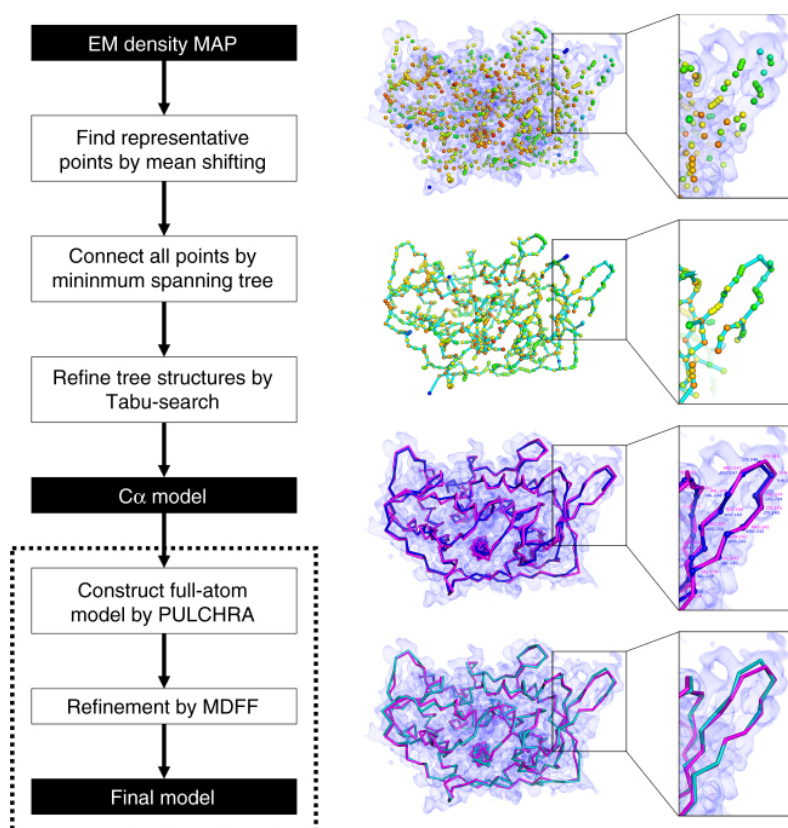 EM density MAP
Find representative
points by mean shifting
Connect all points by
mininmum spanning tree
Refine tree structures by
Tabu-search
Cα model
Construct full-atom
model by PULCHRA
Refinement by MDFF
Final model